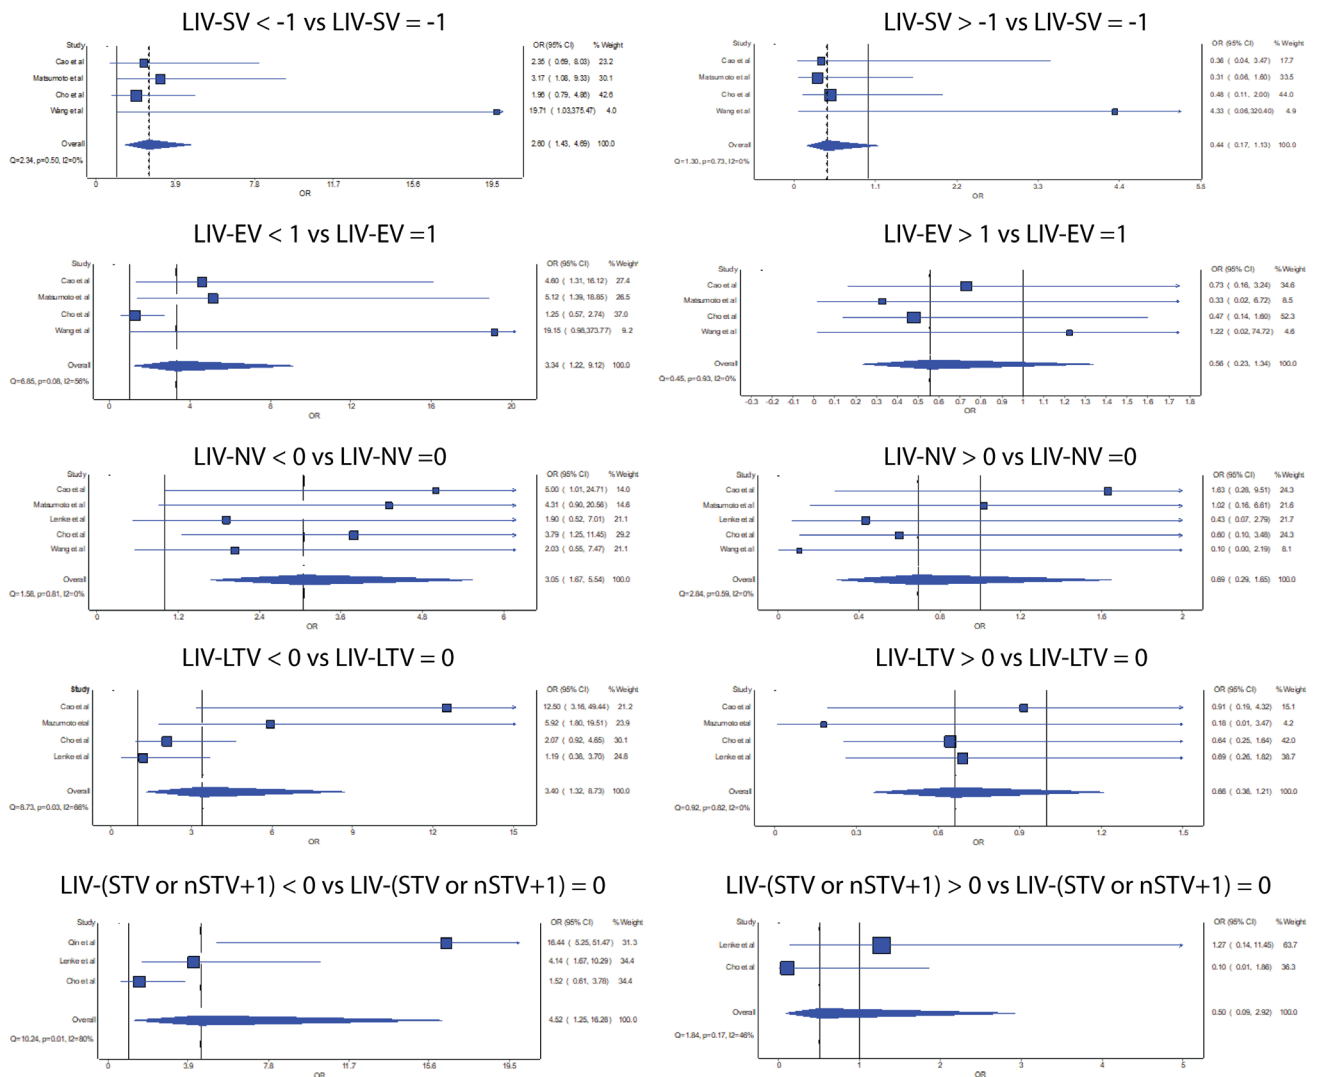 LIV-SV < -1 vs LIV-SV = -1
Study OR (95% CI) % Weight
Cao et al 2.35 ( 0.69, 8.03) 23.2
Matsumoto et al 3.17 ( 1.08, 9.33) 30.1
Cho et al 1.96 ( 0.79, 4.86) 42.6
Wang et al 19.71 ( 1.03,375.47) 4.0
Overall 2.60 ( 1.43, 4.69) 100.0
Q=2.34, p=0.50, I2=0%
0 3.9 7.8 11.7 15.6 19.5
OR
LIV-SV > -1 vs LIV-SV = -1
Study OR (95% CI) % Weight
Cao et al 0.36 ( 0.04, 3.47) 17.7
Matsumoto et al 0.31 ( 0.06, 1.60) 33.5
Cho et al 0.48 ( 0.11, 2.00) 44.0
Wang et al 4.33 ( 0.06,320.40) 4.9
Overall 0.44 ( 0.17, 1.13) 100.0
Q=1.30, p=0.73, I2=0%
0 1.1 2.2 3.3 4.4 5.5
OR
LIV-EV < 1 vs LIV-EV =1
Study OR (95% CI) % Weight
Cao et al 4.60 ( 1.31, 16.12) 27.4
Matsumoto et al 5.12 ( 1.39, 18.85) 26.5
Cho et al 1.25 ( 0.57, 2.74) 37.0
Wang et al 19.15 ( 0.98,373.77) 9.2
Overall 3.34 ( 1.22, 9.12) 100.0
Q=6.85, p=0.08, I2=56%
0 4 8 12 16 20
OR
LIV-EV > 1 vs LIV-EV =1
Study OR (95% CI) % Weight
Cao et al 0.73 ( 0.16, 3.24) 34.6
Matsumoto et al 0.33 ( 0.02, 6.72) 8.5
Cho et al 0.47 ( 0.14, 1.60) 52.3
Wang et al 1.22 ( 0.02,74.72) 4.6
Overall 0.56 ( 0.23, 1.34) 100.0
Q=0.45, p=0.93, I2=0%
-0.3 -0.2 -0.1 0 0.1 0.2 0.3 0.4 0.5 0.6 0.7 0.8 0.9 1 1.1 1.2 1.3 1.4 1.5 1.6 1.7 1.8
OR
LIV-NV < 0 vs LIV-NV =0
Study OR (95% CI) % Weight
Cao et al 5.00 ( 1.01, 24.71) 14.0
Matsumoto et al 4.31 ( 0.90, 20.56) 14.6
Lenke et al 1.90 ( 0.52, 7.01) 21.1
Cho et al 3.79 ( 1.25, 11.45) 29.2
Wang et al 2.03 ( 0.55, 7.47) 21.1
Overall 3.05 ( 1.67, 5.54) 100.0
Q=1.58, p=0.81, I2=0%
0 1.2 2.4 3.6 4.8 6
OR
LIV-NV > 0 vs LIV-NV =0
Study OR (95% CI) % Weight
Cao et al 1.63 ( 0.28, 9.51) 24.3
Matsumoto et al 1.02 ( 0.16, 6.61) 21.6
Lenke et al 0.43 ( 0.07, 2.79) 21.7
Cho et al 0.60 ( 0.10, 3.48) 24.3
Wang et al 0.10 ( 0.00, 2.19) 8.1
Overall 0.69 ( 0.29, 1.65) 100.0
Q=2.84, p=0.59, I2=0%
0.4 0.8 1.2 1.6 2
OR
LIV-LTV < 0 vs LIV-LTV = 0
Study OR (95% CI) % Weight
Cao et al 12.50 ( 3.16, 49.44) 21.2
Mazumoto etal 5.92 ( 1.80, 19.51) 23.9
Cho et al 2.07 ( 0.92, 4.65) 30.1
Lenke et al 1.19 ( 0.38, 3.70) 24.8
Overall 3.40 ( 1.32, 8.73) 100.0
Q=8.73, p=0.03, I2=66%
0 3 6 9 12 15
OR
LIV-LTV > 0 vs LIV-LTV = 0
Study OR (95% CI) % Weight
Cao et al 0.91 ( 0.19, 4.32) 15.1
Mazumoto etal 0.18 ( 0.01, 3.47) 4.2
Cho et al 0.64 ( 0.25, 1.64) 42.0
Lenke et al 0.69 ( 0.26, 1.82) 38.7
Overall 0.66 ( 0.36, 1.21) 100.0
Q=0.92, p=0.82, I2=0%
0 0.3 0.6 0.9 1.2 1.5
OR
LIV-(STV or nSTV+1) < 0 vs LIV-(STV or nSTV+1) = 0
Study OR (95% CI) % Weight
Qin et al 16.44 ( 5.25, 51.47) 31.3
Lenke et al 4.14 ( 1.67, 10.29) 34.4
Cho et al 1.52 ( 0.61, 3.78) 34.4
Overall 4.52 ( 1.25, 16.26) 100.0
Q=10.24, p=0.01, I2=80%
0 3.9 7.8 11.7 15.6 19.5
OR
LIV-(STV or nSTV+1) > 0 vs LIV-(STV or nSTV+1) = 0
Study OR (95% CI) % Weight
Lenke et al 1.27 ( 0.14, 11.45) 63.7
Cho et al 0.10 ( 0.01, 1.86) 36.3
Overall 0.50 ( 0.09, 2.92) 100.0
Q=1.84, p=0.17, I2=46%
0 1 2 3 4 5
OR